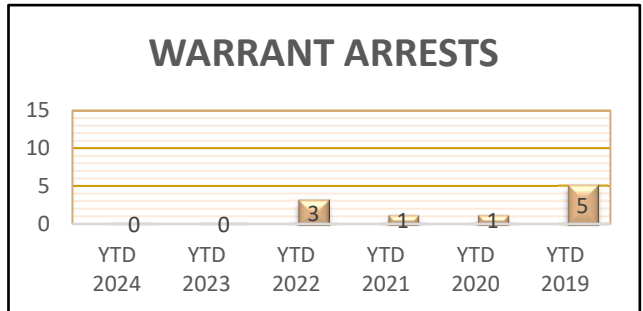 WARRANT ARRESTS
15
10
5
0
0 0 3 1 1 5
YTD YTD YTD YTD YTD YTD
2024 2023 2022 2021 2020 2019